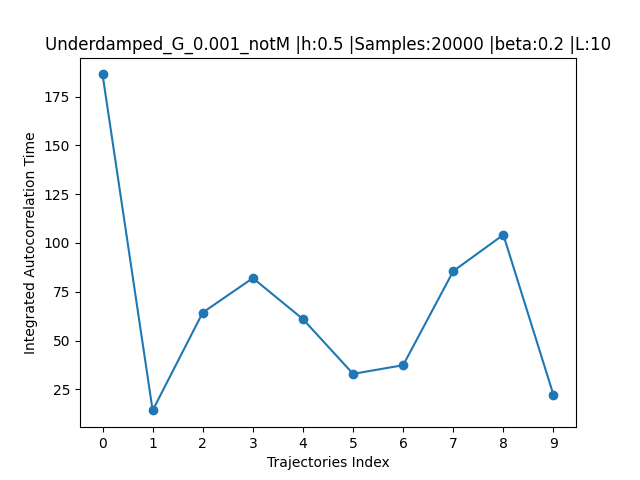 Underdamped_G_0.001_notM |h:0.5 |Samples:20000 |beta:0.2 |L:10
175
150
125
100
75
50
25
Integrated Autocorrelation Time
0 1 2 3 4 5 6 7 8 9
Trajectories Index